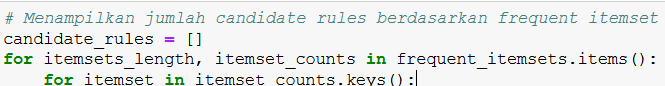 # Menampilkan jumlah candidate rules berdasarkan frequent itemset
candidate_rules = []
for itemsets_length, itemset_counts in frequent_itemsets.items():
    for itemset in itemset_counts.keys():